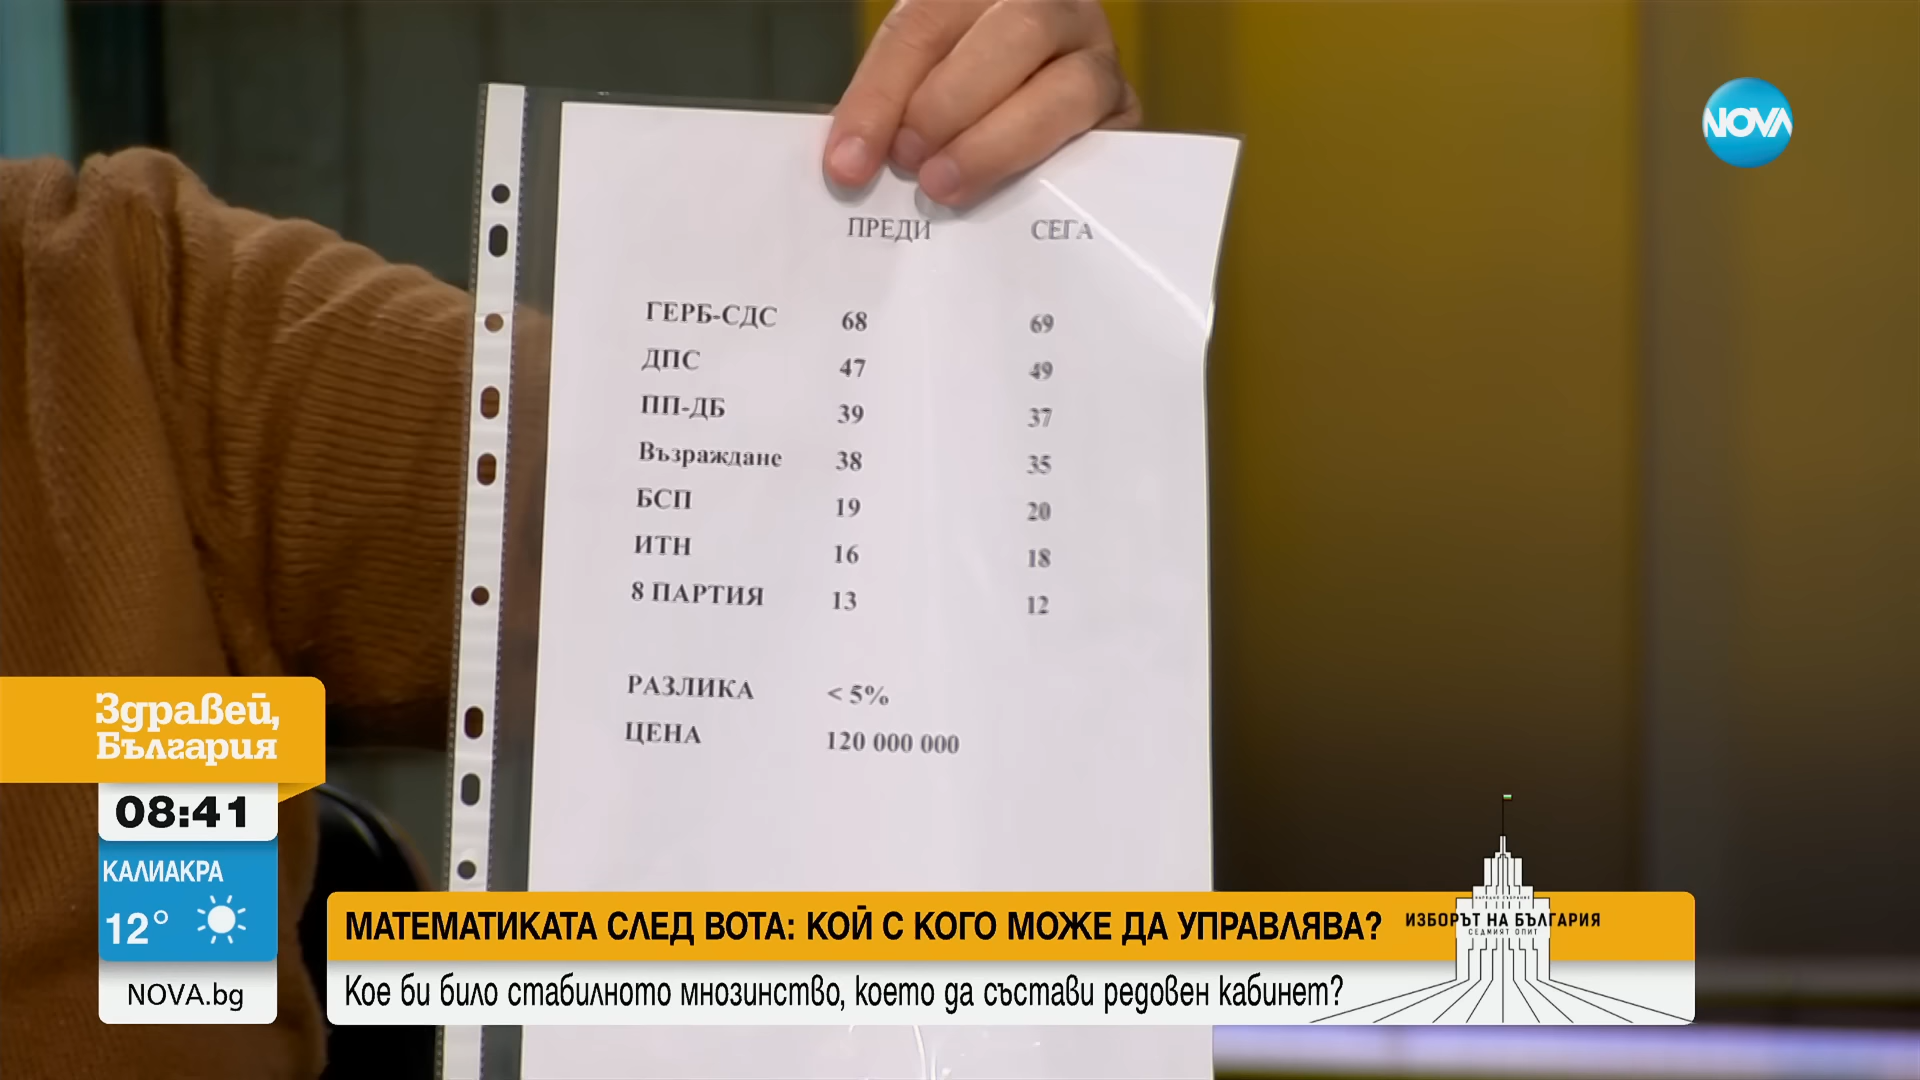 NOVA
ПРЕДИ СЕГА
ГЕРБ-СДС 68 69
ДПС 47 49
ПП-ДБ 39 37
Възраждане 38 35
БСП 19 20
ИТН 16 18
8 ПАРТИЯ 13 12
РАЗЛИКА < 5%
ЦЕНА 120 000 000
Здравей,
България
08:41
КАЛИАКРА
12°
NOVA.bg
МАТЕМАТИКАТА СЛЕД ВОТА: КОЙ С КОГО МОЖЕ ДА УПРАВЛЯВА?
Кое би било стабилното мнозинство, което да състави редовен кабинет?
НАРОДНО СЪБРАНИЕ
ИЗБОРЪТ НА БЪЛГАРИЯ
СЕДМИЯТ ОПИТ